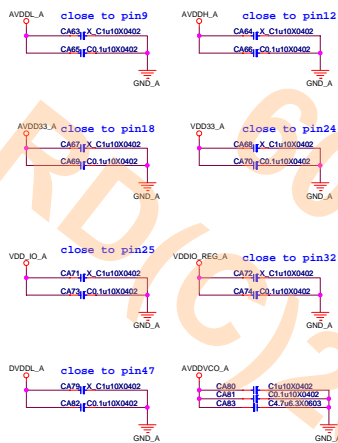 AVDDL_A close to pin9
CA63 X_C1u10X0402
CA65 C0.1u10X0402
GND_A
AVDDH_A close to pin12
CA64 X_C1u10X0402
CA66 C0.1u10X0402
GND_A
AVDD33_A close to pin18
CA67 X_C1u10X0402
CA69 C0.1u10X0402
GND_A
VDD33_A close to pin24
CA68 X_C1u10X0402
CA70 C0.1u10X0402
GND_A
VDD_IO_A close to pin25
CA71 X_C1u10X0402
CA73 C0.1u10X0402
GND_A
VDDIO_REG_A close to pin32
CA72 X_C1u10X0402
CA74 C0.1u10X0402
GND_A
DVDDL_A close to pin47
CA79 X_C1u10X0402
CA82 C0.1u10X0402
GND_A
AVDDVCO_A
CA80 C1u10X0402
CA81 C0.1u10X0402
CA83 C4.7u6.3X0603
GND_A